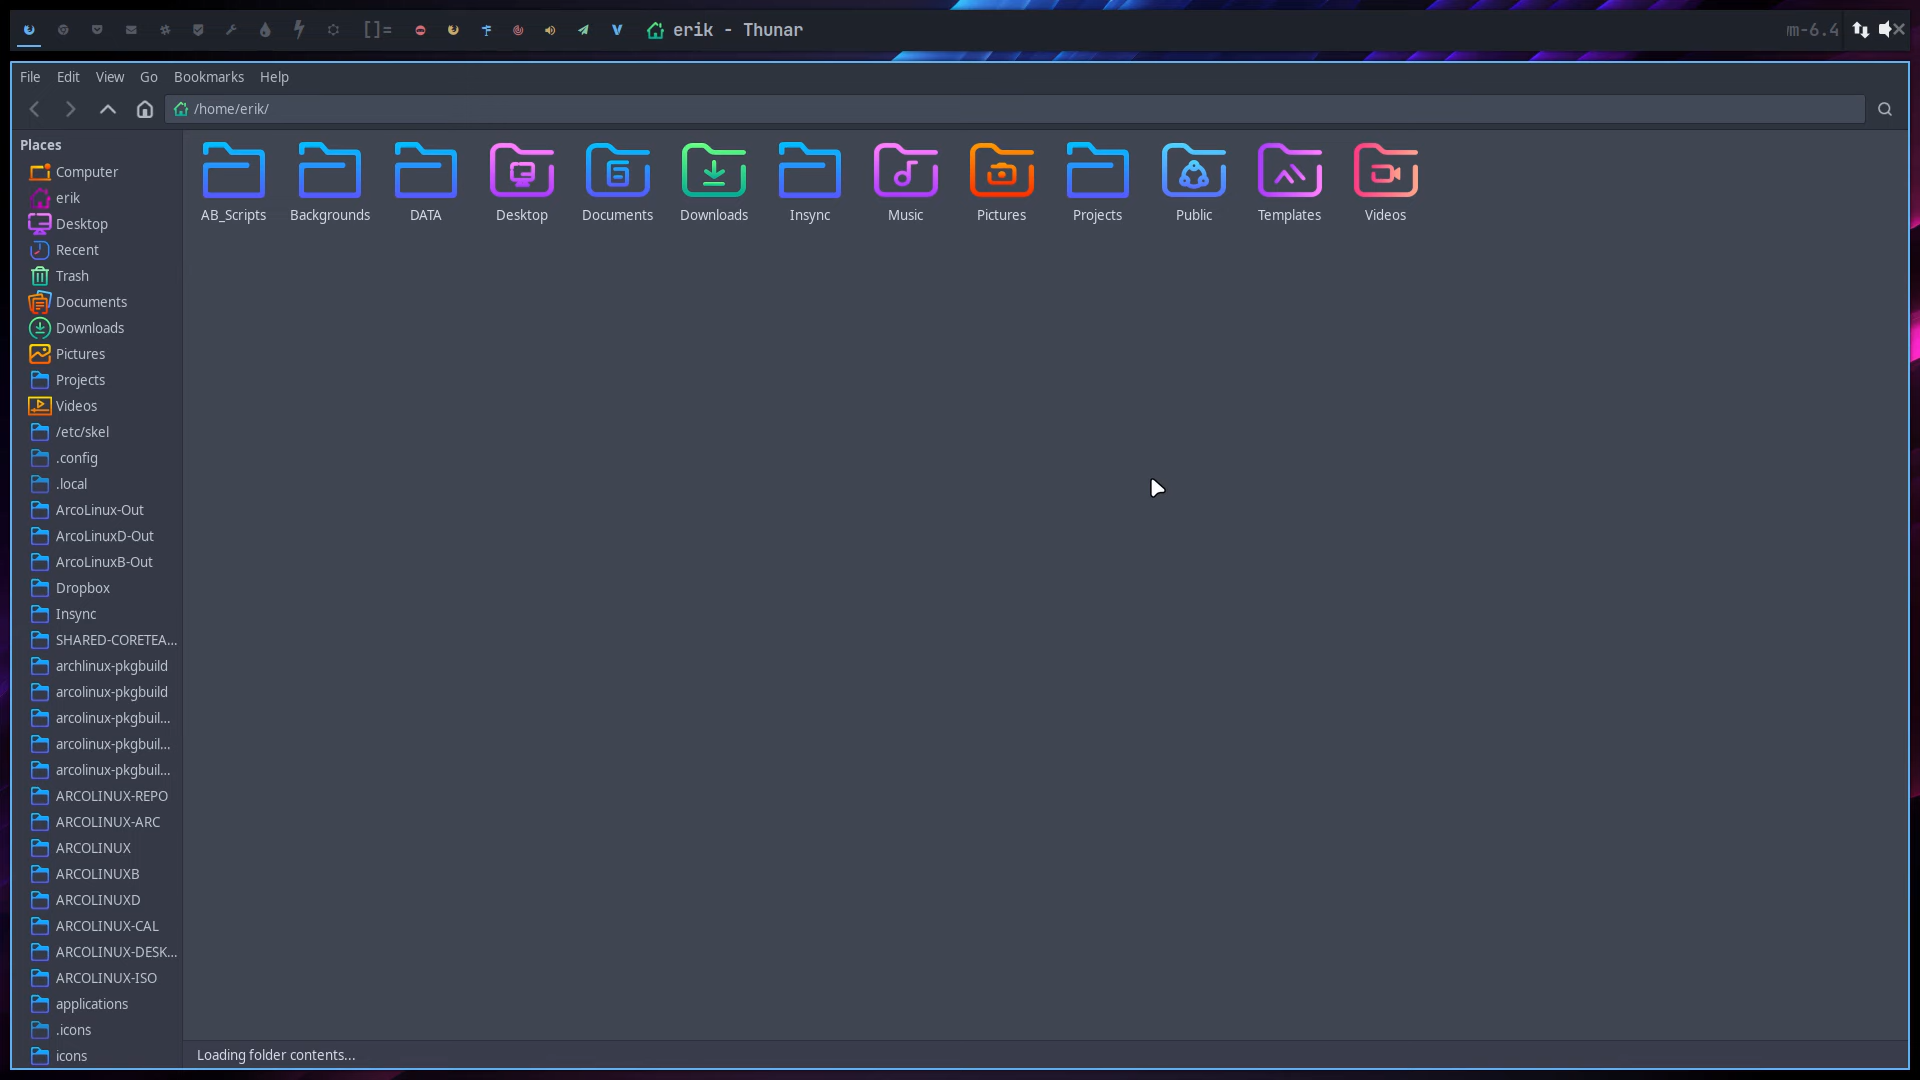 []=
erik - Thunar
m-6.4
File Edit View Go Bookmarks Help
/home/erik/
Places
Computer
erik
Desktop
Recent
Trash
Documents
Downloads
Pictures
Projects
Videos
/etc/skel
.config
.local
ArcoLinux-Out
ArcoLinuxD-Out
ArcoLinuxB-Out
Dropbox
Insync
SHARED-CORETEA...
archlinux-pkgbuild
arcolinux-pkgbuild
arcolinux-pkgbuil...
arcolinux-pkgbuil...
arcolinux-pkgbuil...
ARCOLINUX-REPO
ARCOLINUX-ARC
ARCOLINUX
ARCOLINUXB
ARCOLINUXD
ARCOLINUX-CAL
ARCOLINUX-DESK...
ARCOLINUX-ISO
applications
.icons
icons
AB_Scripts Backgrounds DATA Desktop Documents Downloads Insync Music Pictures Projects Public Templates Videos
Loading folder contents...